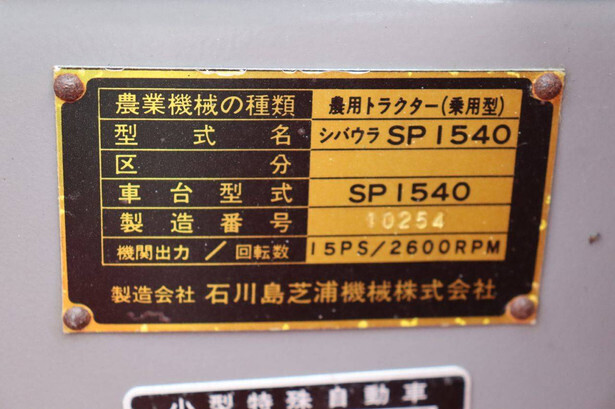 農業機械の種類 農用トラクター(乗用型)
型式名 シバウラ SP1540
区分
車台型式 SP1540
製造番号 10254
機関出力/回転数 15PS/2600RPM
製造会社 石川島芝浦機械株式会社
小型特殊自動車